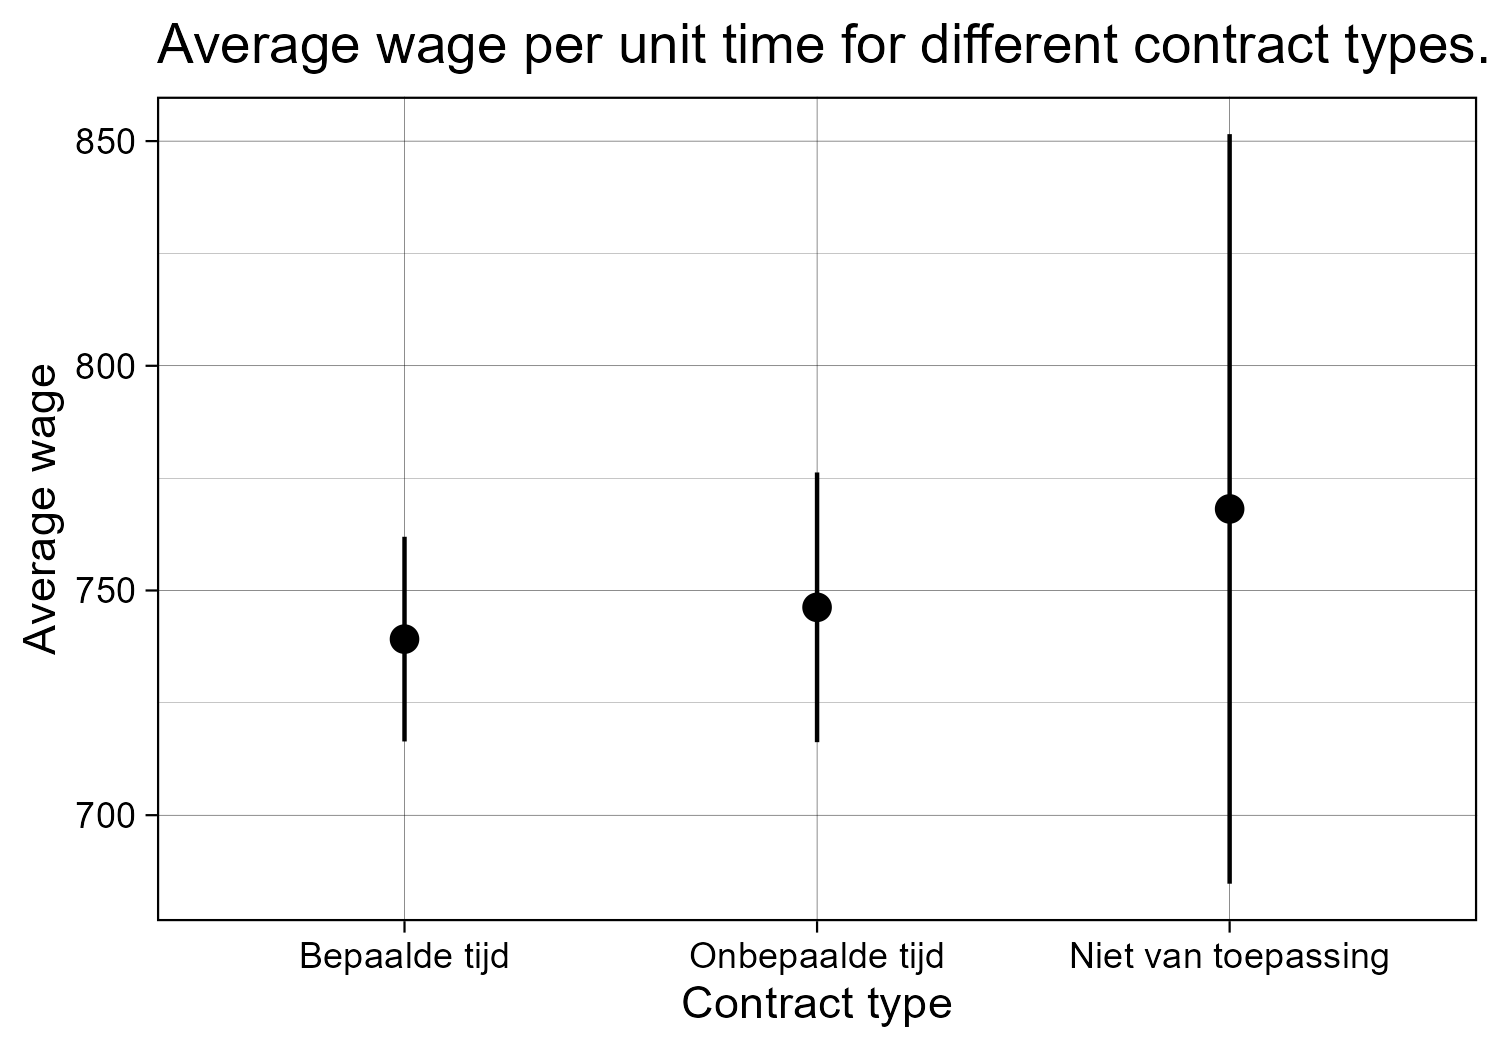 Average wage per unit time for different contract types.
Average wage
850
800
750
700
Bepaalde tijd
Onbepaalde tijd
Niet van toepassing
Contract type